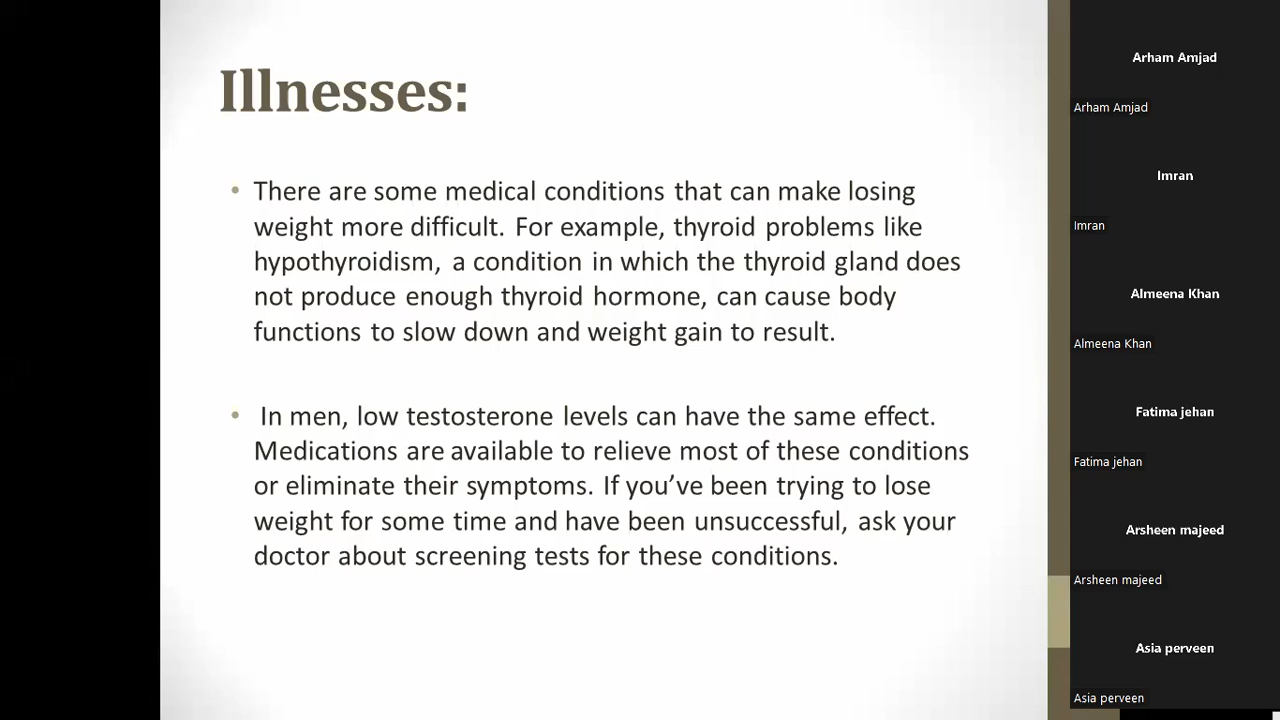 Illnesses:
• There are some medical conditions that can make losing
weight more difficult. For example, thyroid problems like
hypothyroidism, a condition in which the thyroid gland does
not produce enough thyroid hormone, can cause body
functions to slow down and weight gain to result.
• In men, low testosterone levels can have the same effect.
Medications are available to relieve most of these conditions
or eliminate their symptoms. If you’ve been trying to lose
weight for some time and have been unsuccessful, ask your
doctor about screening tests for these conditions.
Arham Amjad
Arham Amjad
Imran
Imran
Almeena Khan
Almeena Khan
Fatima jehan
Fatima jehan
Arsheen majeed
Arsheen majeed
Asia perveen
Asia perveen